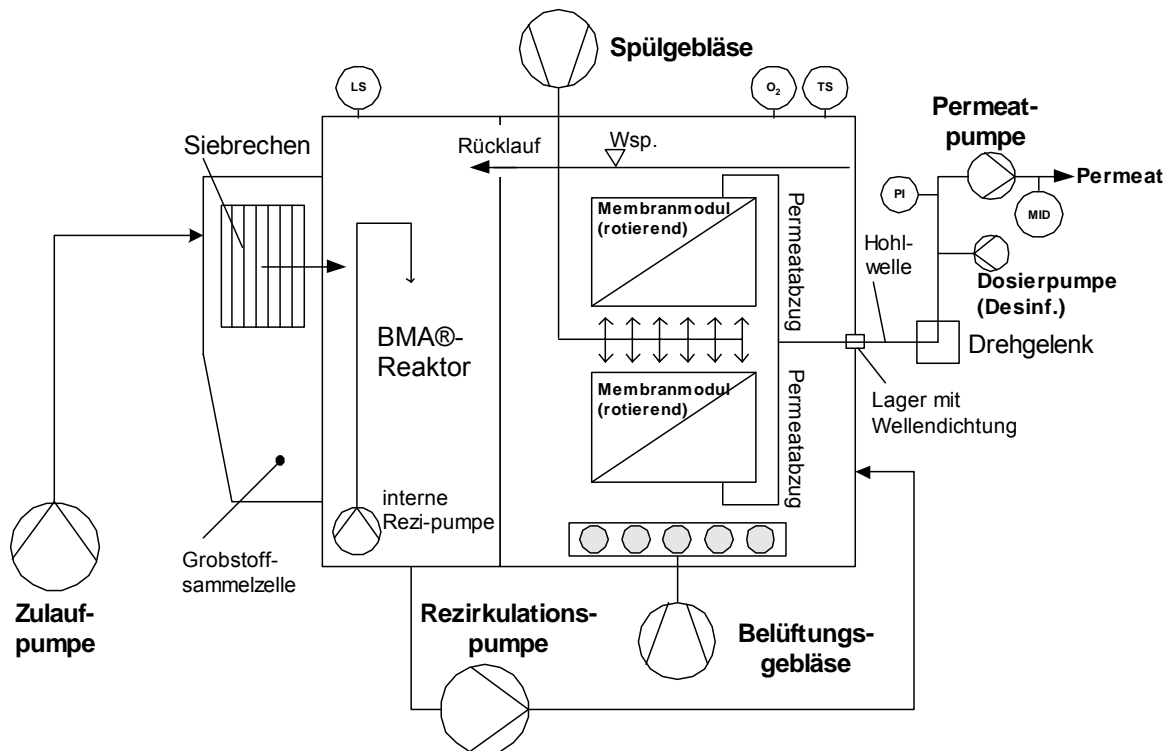 Spülgebläse
LS
O₂
TS
Permeat-
pumpe
Siebrechen
Rücklauf
Wsp.
Permeat
PI
MID
Membranmodul
(rotierend)
Permeatabzug
Hohl-
welle
Dosierpumpe
(Desinf.)
BMA®-
Reaktor
Drehgelenk
Membranmodul
(rotierend)
Permeatabzug
Lager mit
Wellendichtung
interne
Rezi-pumpe
Grobstoff-
sammelzelle
Zulauf-
pumpe
Rezirkulations-
pumpe
Belüftungs-
gebläse